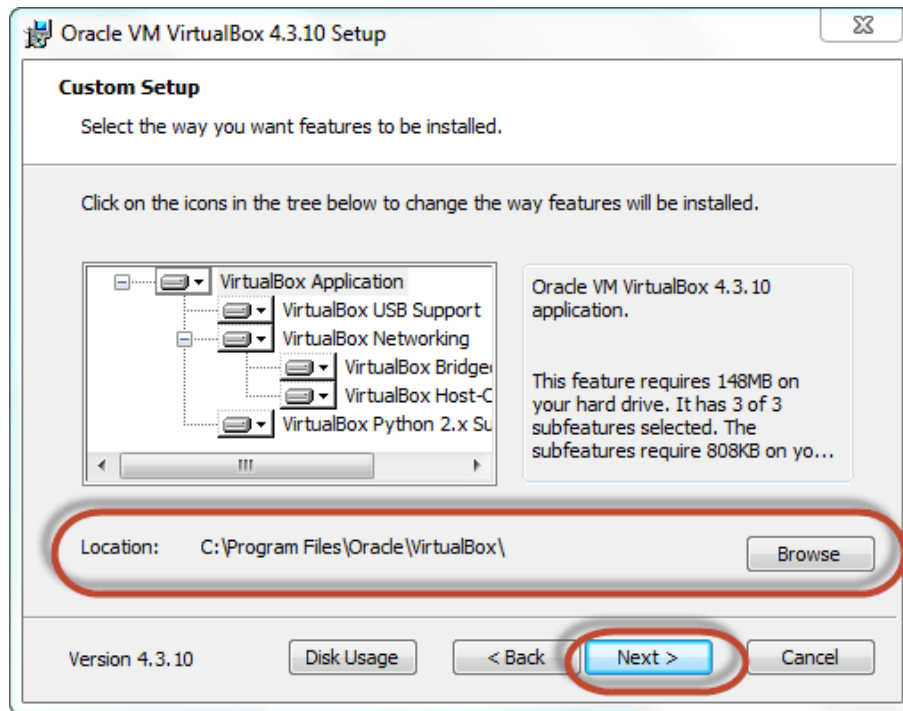 Oracle VM VirtualBox 4.3.10 Setup
Custom Setup
Select the way you want features to be installed.
Click on the icons in the tree below to change the way features will be installed.
VirtualBox Application
VirtualBox USB Support
VirtualBox Networking
VirtualBox Bridge
VirtualBox Host-C
VirtualBox Python 2.x Su
Oracle VM VirtualBox 4.3.10
application.
This feature requires 148MB on
your hard drive. It has 3 of 3
subfeatures selected. The
subfeatures require 808KB on yo...
Location: C:\Program Files\Oracle\VirtualBox\ Browse
Version 4.3.10 Disk Usage < Back Next > Cancel